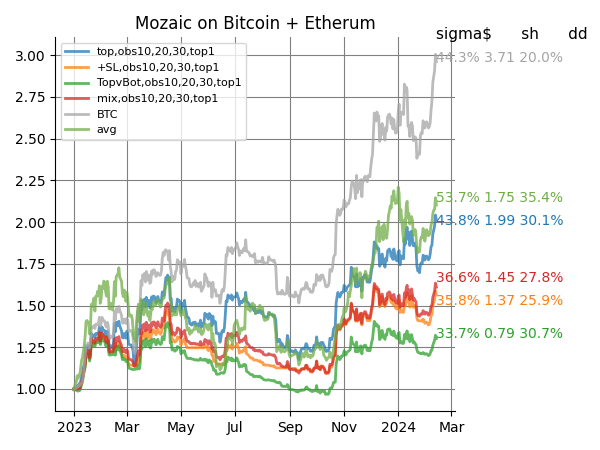 Mozaic on Bitcoin + Etherum
sigma$ sh dd
top,obs10,20,30,top1
+SL,obs10,20,30,top1
TopvBot,obs10,20,30,top1
mix,obs10,20,30,top1
BTC
avg
44.3% 3.71 20.0%
53.7% 1.75 35.4%
43.8% 1.99 30.1%
36.6% 1.45 27.8%
35.8% 1.37 25.9%
33.7% 0.79 30.7%
3.00
2.75
2.50
2.25
2.00
1.75
1.50
1.25
1.00
2023 Mar May Jul Sep Nov 2024 Mar